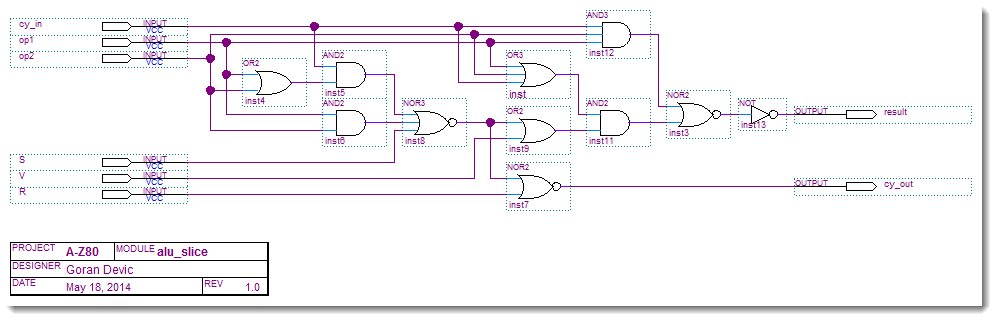 cy_in INPUT VCC
op1 INPUT VCC
op2 INPUT VCC
OR2 inst4
AND2 inst5
AND2 inst6
NOR3 inst8
OR3 inst
OR2 inst9
NOR2 inst7
AND3 inst12
AND2 inst11
NOR2 inst3
NOT inst13
OUTPUT result
OUTPUT cy_out
S INPUT VCC
V INPUT VCC
R INPUT VCC
PROJECT A-Z80 MODULE alu_slice
DESIGNER Goran Devic
DATE May 18, 2014 REV 1.0